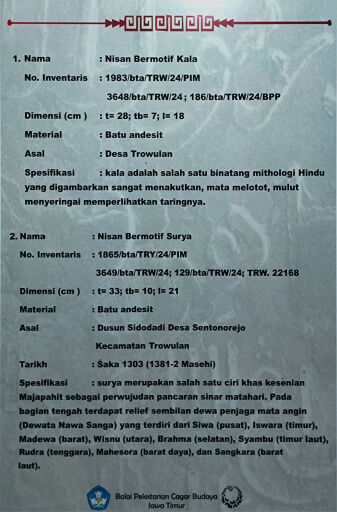 1. Nama : Nisan Bermotif Kala
No. Inventaris : 1983/bta/TRW/24/PIM
3648/bta/TRW/24 ; 186/bta/TRW/24/BPP
Dimensi (cm ) : t= 28; tb= 7; l= 18
Material : Batu andesit
Asal : Desa Trowulan
Spesifikasi : kala adalah salah satu binatang mithologi Hindu
yang digambarkan sangat menakutkan, mata melotot, mulut
menyeringai memperlihatkan taringnya.
2. Nama : Nisan Bermotif Surya
No. Inventaris : 1865/bta/TRY/24/PIM
3649/bta/TRW/24; 129/bta/TRW/24; TRW. 22168
Dimensi (cm ) : t= 33; tb= 10; l= 21
Material : Batu andesit
Asal : Dusun Sidodadi Desa Sentonorejo
Kecamatan Trowulan
Tarikh : Šaka 1303 (1381-2 Masehi)
Spesifikasi : surya merupakan salah satu ciri khas kesenian
Majapahit sebagai perwujudan pancaran sinar matahari. Pada
bagian tengah terdapat relief sembilan dewa penjaga mata angin
(Dewata Nawa Sanga) yang terdiri dari Siwa (pusat), Iswara (timur),
Madewa (barat), Wisnu (utara), Brahma (selatan), Syambu (timur laut),
Rudra (tenggara), Mahesora (barat daya), dan Sangkara (barat
laut).
Balai Pelestarian Cagar Budaya
Jawa Timur